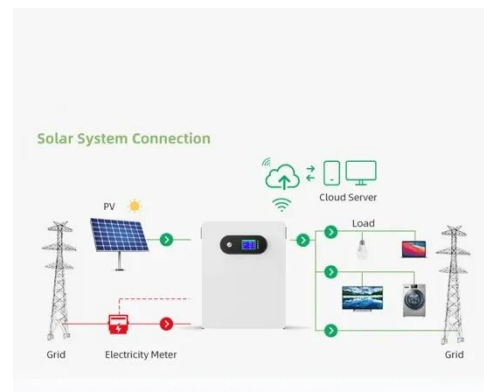 Solar System Connection
Cloud Server
PV
Load
Grid
Electricity Meter
Grid